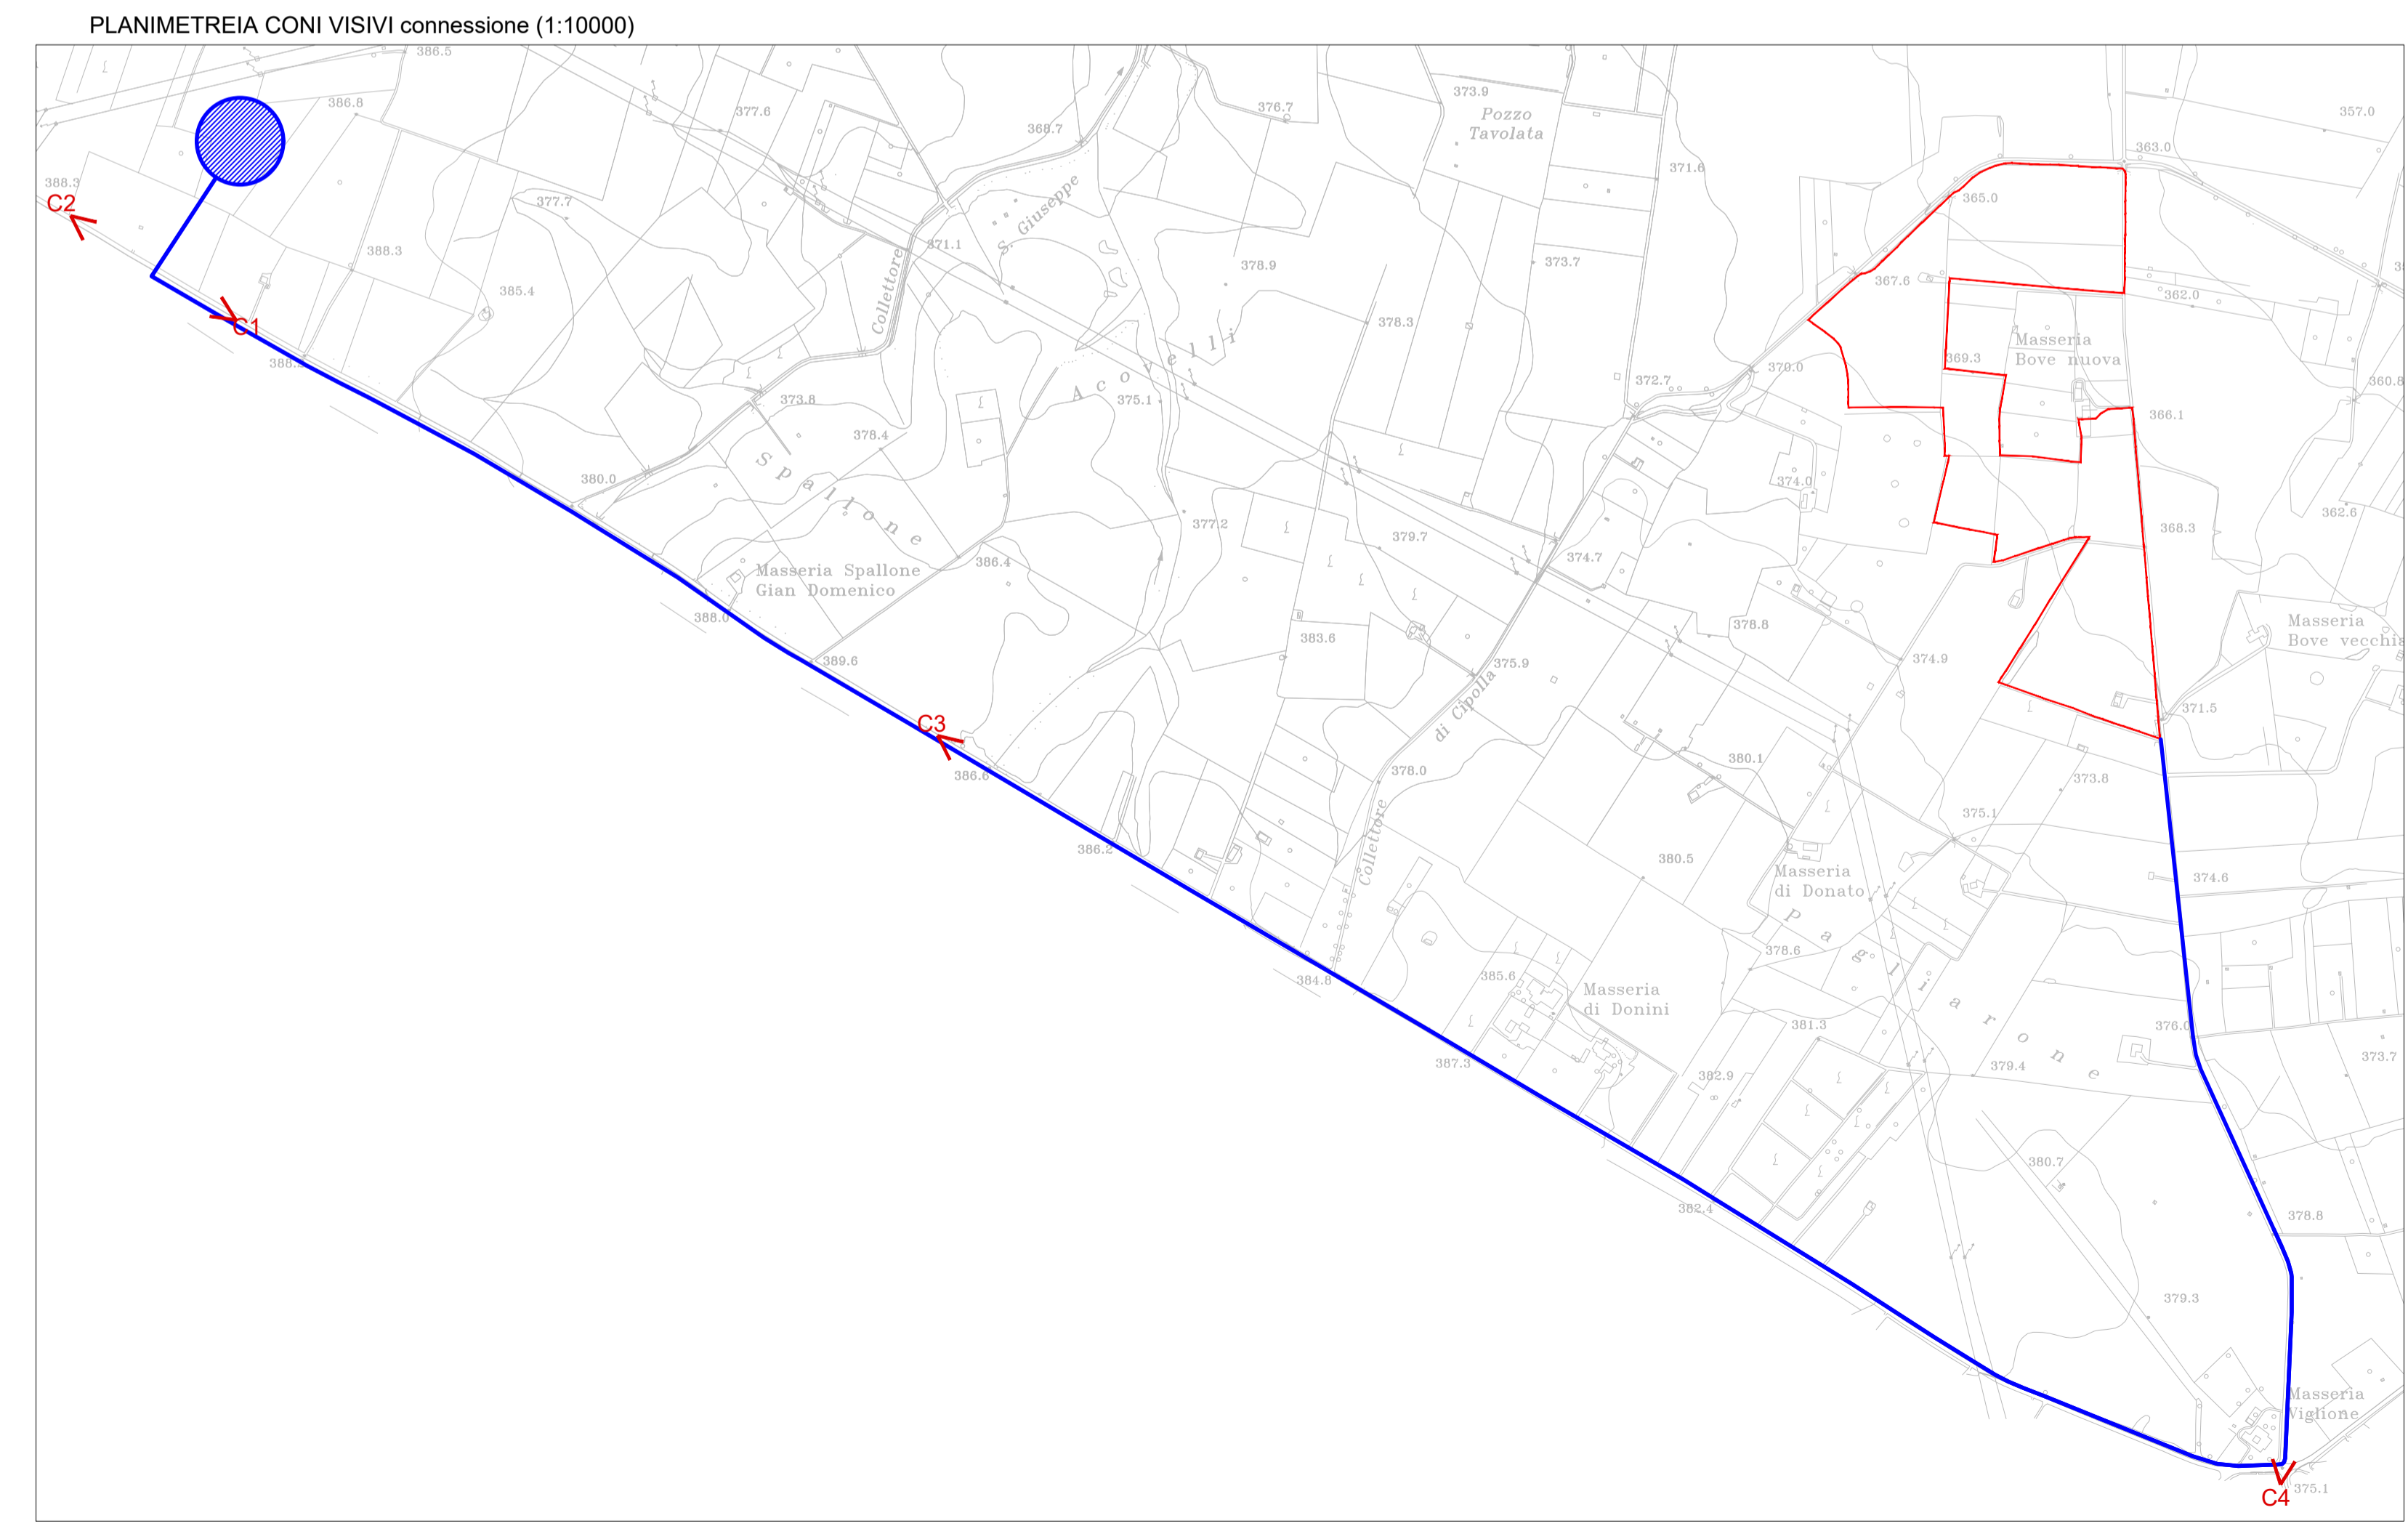 PLANIMETREIA CONI VISIVI connessione (1:10000)
386.5
386.8
377.6
368.7
376.7
373.9
Pozzo
Tavolata
371.6
363.0
357.0
388.3
C2
377.7
388.3
385.4
C1
S. Giuseppe
371.1
Collettore
378.9
373.7
378.3
365.0
367.6
362.0
Masseria
Bove nuova
369.3
366.1
360.8
Acovelli
375.1
373.8
378.4
372.7
370.0
380.0
Spallone
377.2
379.7
374.7
374.0
368.3
362.6
386.4
Masseria Spallone
Gian Domenico
388.0
389.6
383.6
375.9
378.8
374.9
Masseria
Bove vecchia
371.5
C3
386.6
di Cipolla
378.0
380.1
373.8
375.1
386.2
Collettore
380.5
Masseria
di Donato
374.6
384.8
385.6
Masseria
di Donini
378.6
Paglarone
381.3
376.0
373.7
387.3
382.9
379.4
380.7
382.4
378.8
379.3
Masseria
Viglione
C4
375.1